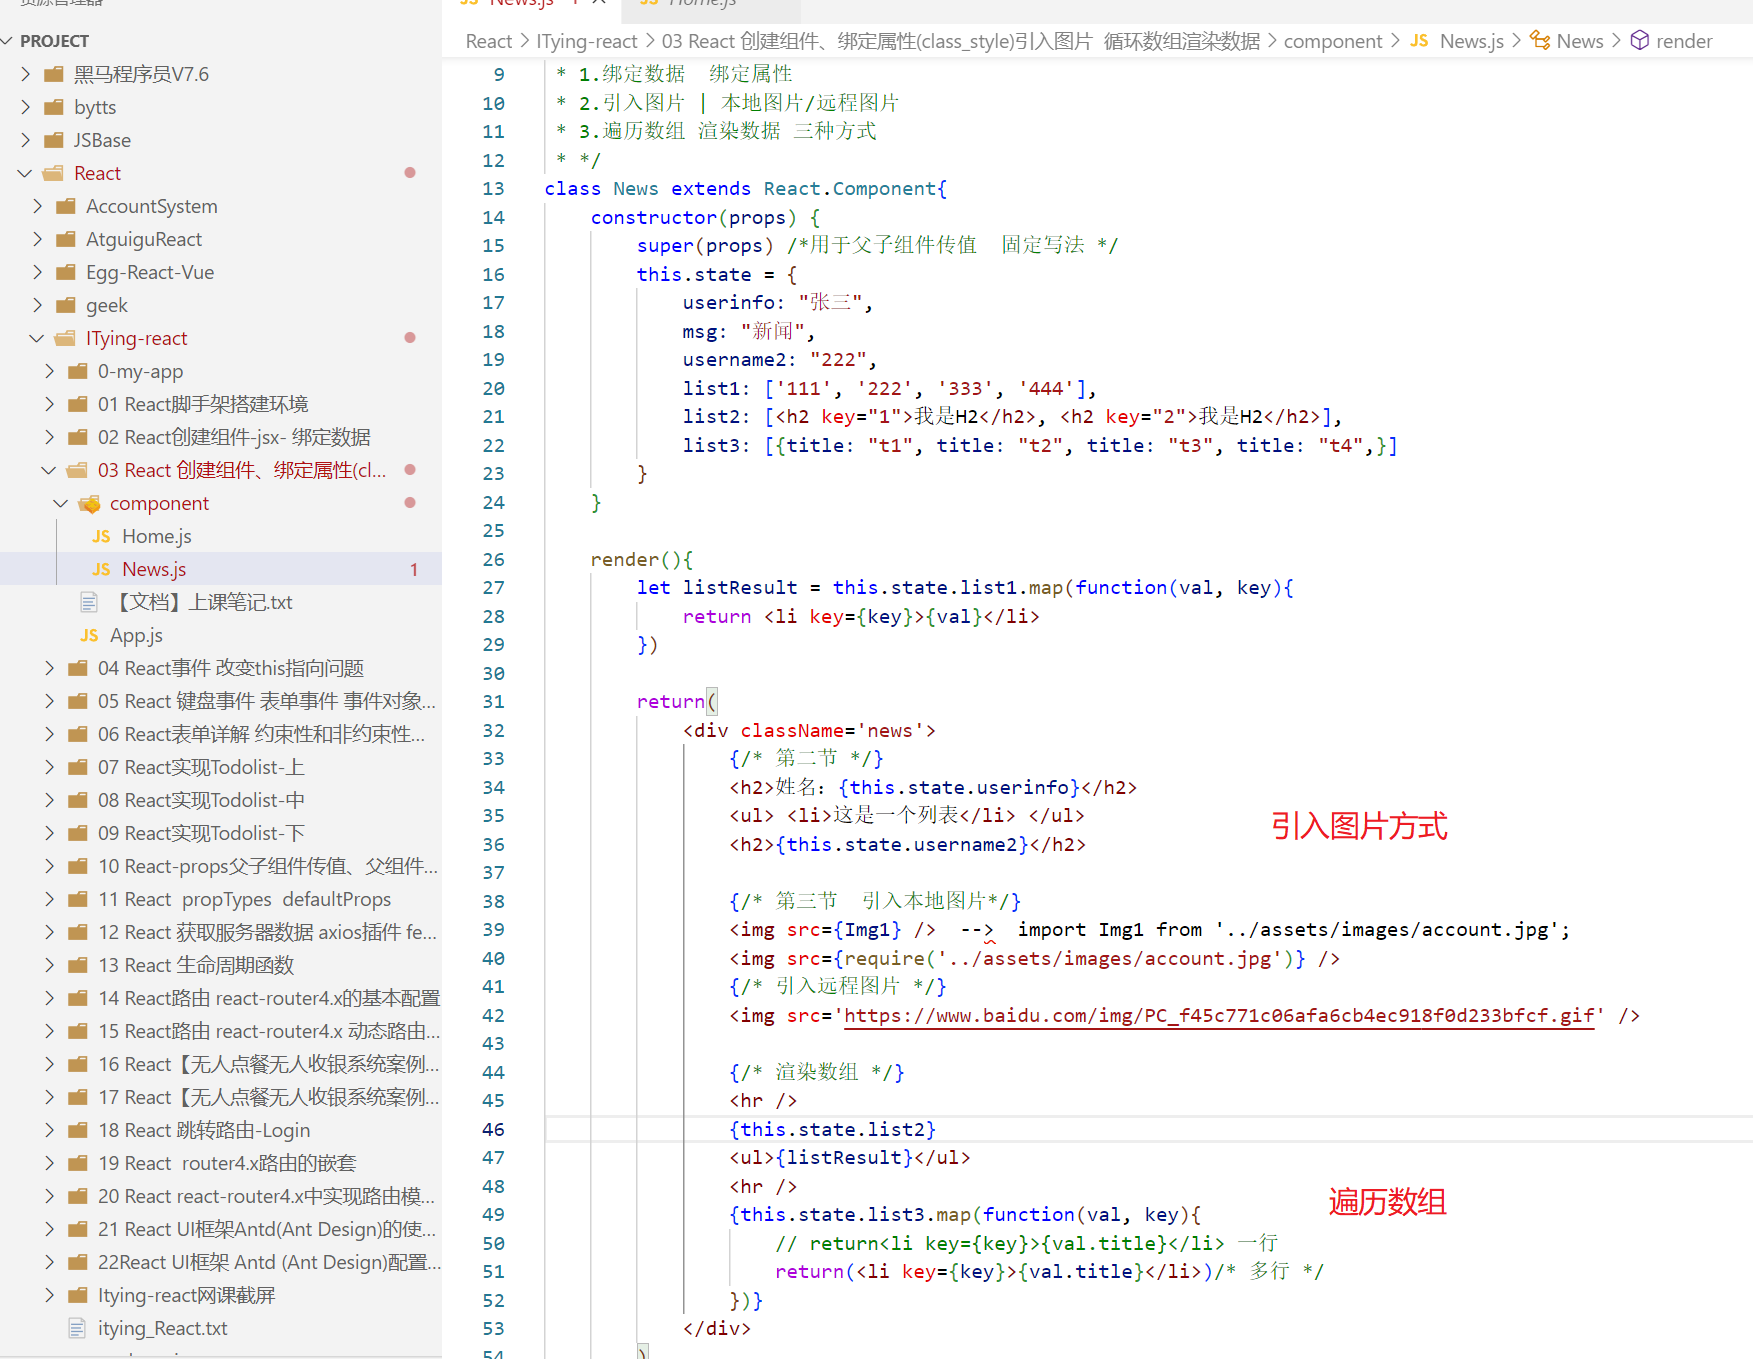 PROJECT
黑马程序员V7.6
bytts
JSBase
React
AccountSystem
AtguiguReact
Egg-React-Vue
geek
ITying-react
0-my-app
01 React脚手架搭建环境
02 React创建组件-jsx- 绑定数据
03 React 创建组件、绑定属性(cl...
component
JS Home.js
JS News.js 1
【文档】上课笔记.txt
JS App.js
04 React事件 改变this指向问题
05 React 键盘事件 表单事件 事件对象...
06 React表单详解 约束性和非约束性...
07 React实现Todolist-上
08 React实现Todolist-中
09 React实现Todolist-下
10 React-props父子组件传值、父组件...
11 React propTypes defaultProps
12 React 获取服务器数据 axios插件 fe...
13 React 生命周期函数
14 React路由 react-router4.x的基本配置
15 React路由 react-router4.x 动态路由...
16 React【无人点餐无人收银系统案例...
17 React【无人点餐无人收银系统案例...
18 React 跳转路由-Login
19 React router4.x路由的嵌套
20 React react-router4.x中实现路由模...
21 React UI框架Antd(Ant Design)的使...
22React UI框架 Antd (Ant Design)配置...
Itying-react网课截屏
itying_React.txt
JS News.js 1
JS Home.js
React > ITying-react > 03 React 创建组件、绑定属性(class_style)引入图片 循环数组渲染数据 > component > JS News.js > News > render
9 * 1.绑定数据 绑定属性
10 * 2.引入图片 | 本地图片/远程图片
11 * 3.遍历数组 渲染数据 三种方式
12 * */
13 class News extends React.Component{
14 constructor(props) {
15 super(props) /*用于父子组件传值 固定写法 */
16 this.state = {
17 userinfo: "张三",
18 msg: "新闻",
19 username2: "222",
20 list1: ['111', '222', '333', '444'],
21 list2: [<h2 key="1">我是H2</h2>, <h2 key="2">我是H2</h2>],
22 list3: [{title: "t1", title: "t2", title: "t3", title: "t4",}]
23 }
24 }
25
26 render(){
27 let listResult = this.state.list1.map(function(val, key){
28 return <li key={key}>{val}</li>
29 })
30
31 return(
32 <div className='news'>
33 {/* 第二节 */}
34 <h2>姓名: {this.state.userinfo}</h2>
35 <ul> <li>这是一个列表</li> </ul>
引入图片方式
36 <h2>{this.state.username2}</h2>
37
38 {/* 第三节 引入本地图片*/}
39 <img src={Img1} /> --> import Img1 from '../assets/images/account.jpg';
40 <img src={require('../assets/images/account.jpg')} />
41 {/* 引入远程图片 */}
42 <img src='https://www.baidu.com/img/PC_f45c771c06afa6cb4ec918f0d233bfcf.gif' />
43
44 {/* 渲染数组 */}
45 <hr />
46 {this.state.list2}
47 <ul>{listResult}</ul>
48 <hr />
遍历数组
49 {this.state.list3.map(function(val, key){
50 // return<li key={key}>{val.title}</li> 一行
51 return(<li key={key}>{val.title}</li>)/* 多行 */
52 })}
53 </div>
54 )